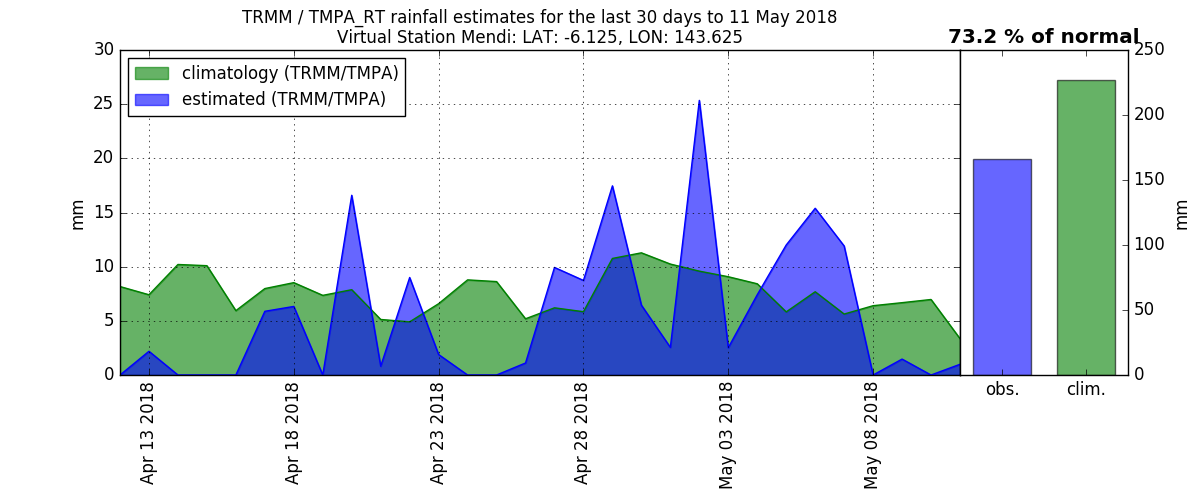 TRMM / TMPA_RT rainfall estimates for the last 30 days to 11 May 2018
Virtual Station Mendi: LAT: -6.125, LON: 143.625
73.2 % of normal
climatology (TRMM/TMPA)
estimated (TRMM/TMPA)
30
25
20
15
10
5
0
mm
Apr 13 2018
Apr 18 2018
Apr 23 2018
Apr 28 2018
May 03 2018
May 08 2018
obs.
clim.
250
200
150
100
50
0
mm